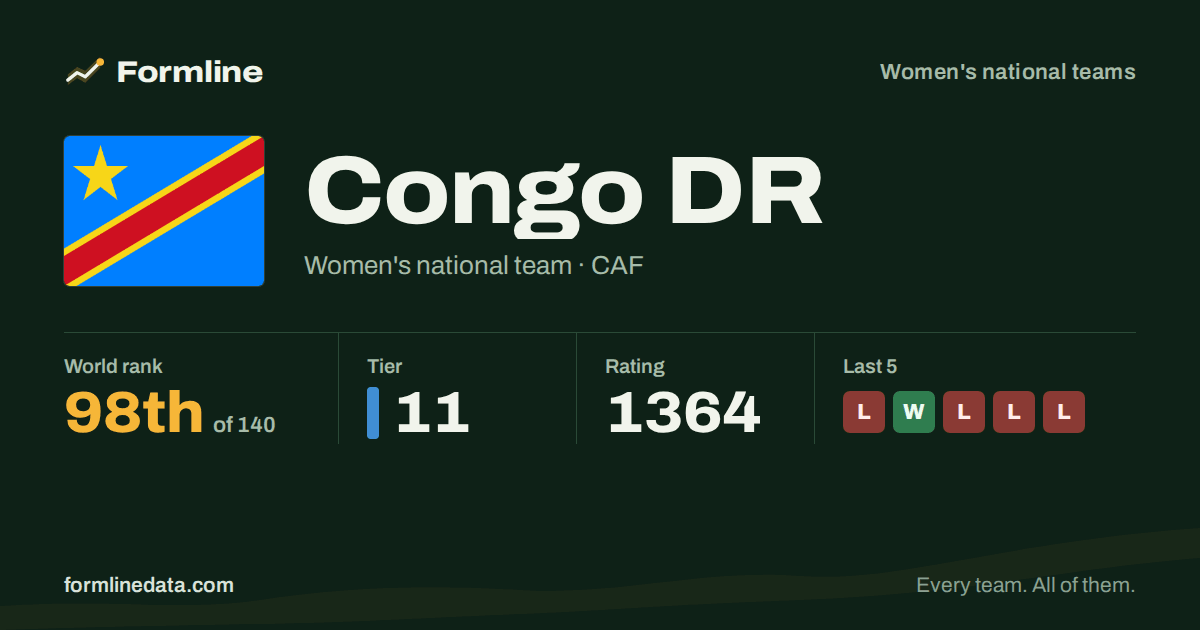 Formline
Women's national teams
Congo DR
Women's national team · CAF
World rank
98th of 140
Tier
11
Rating
1364
Last 5
L W L L L
formlinedata.com
Every team. All of them.